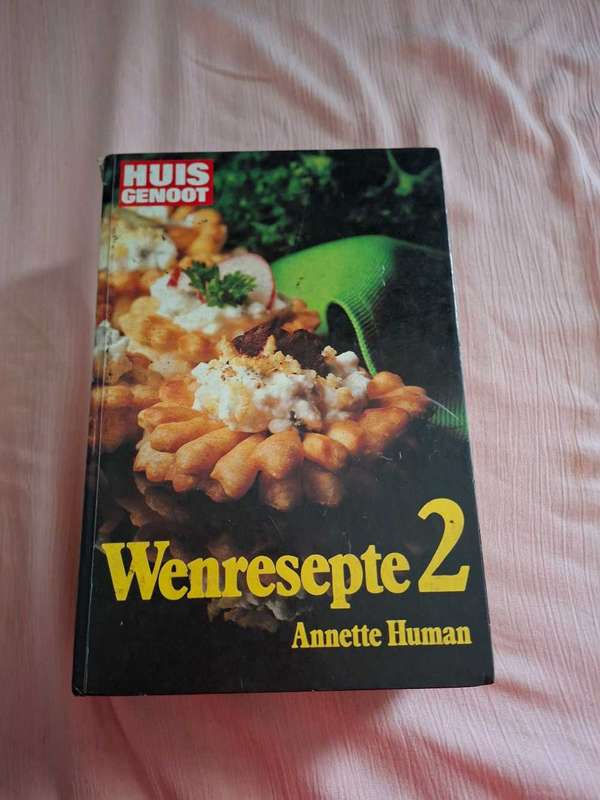 HUIS
GENOOT
Wenresepte 2
Annette Human